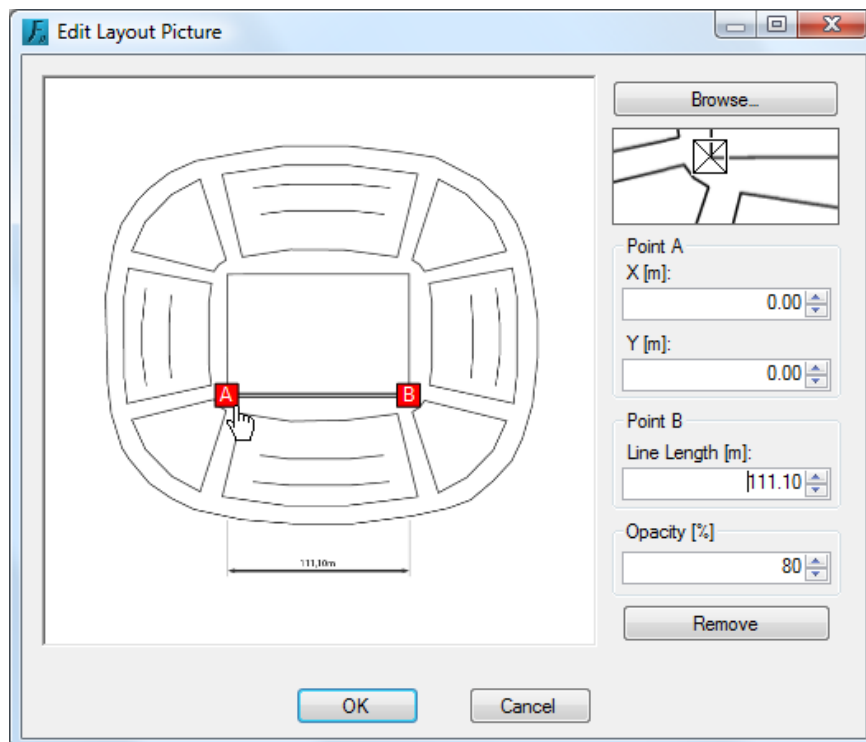 Edit Layout Picture
Browse...
Point A
X [m]:
0.00
Y [m]:
0.00
A
B
Point B
Line Length [m]:
111.10
111,10m
Opacity [%]
80
Remove
OK
Cancel